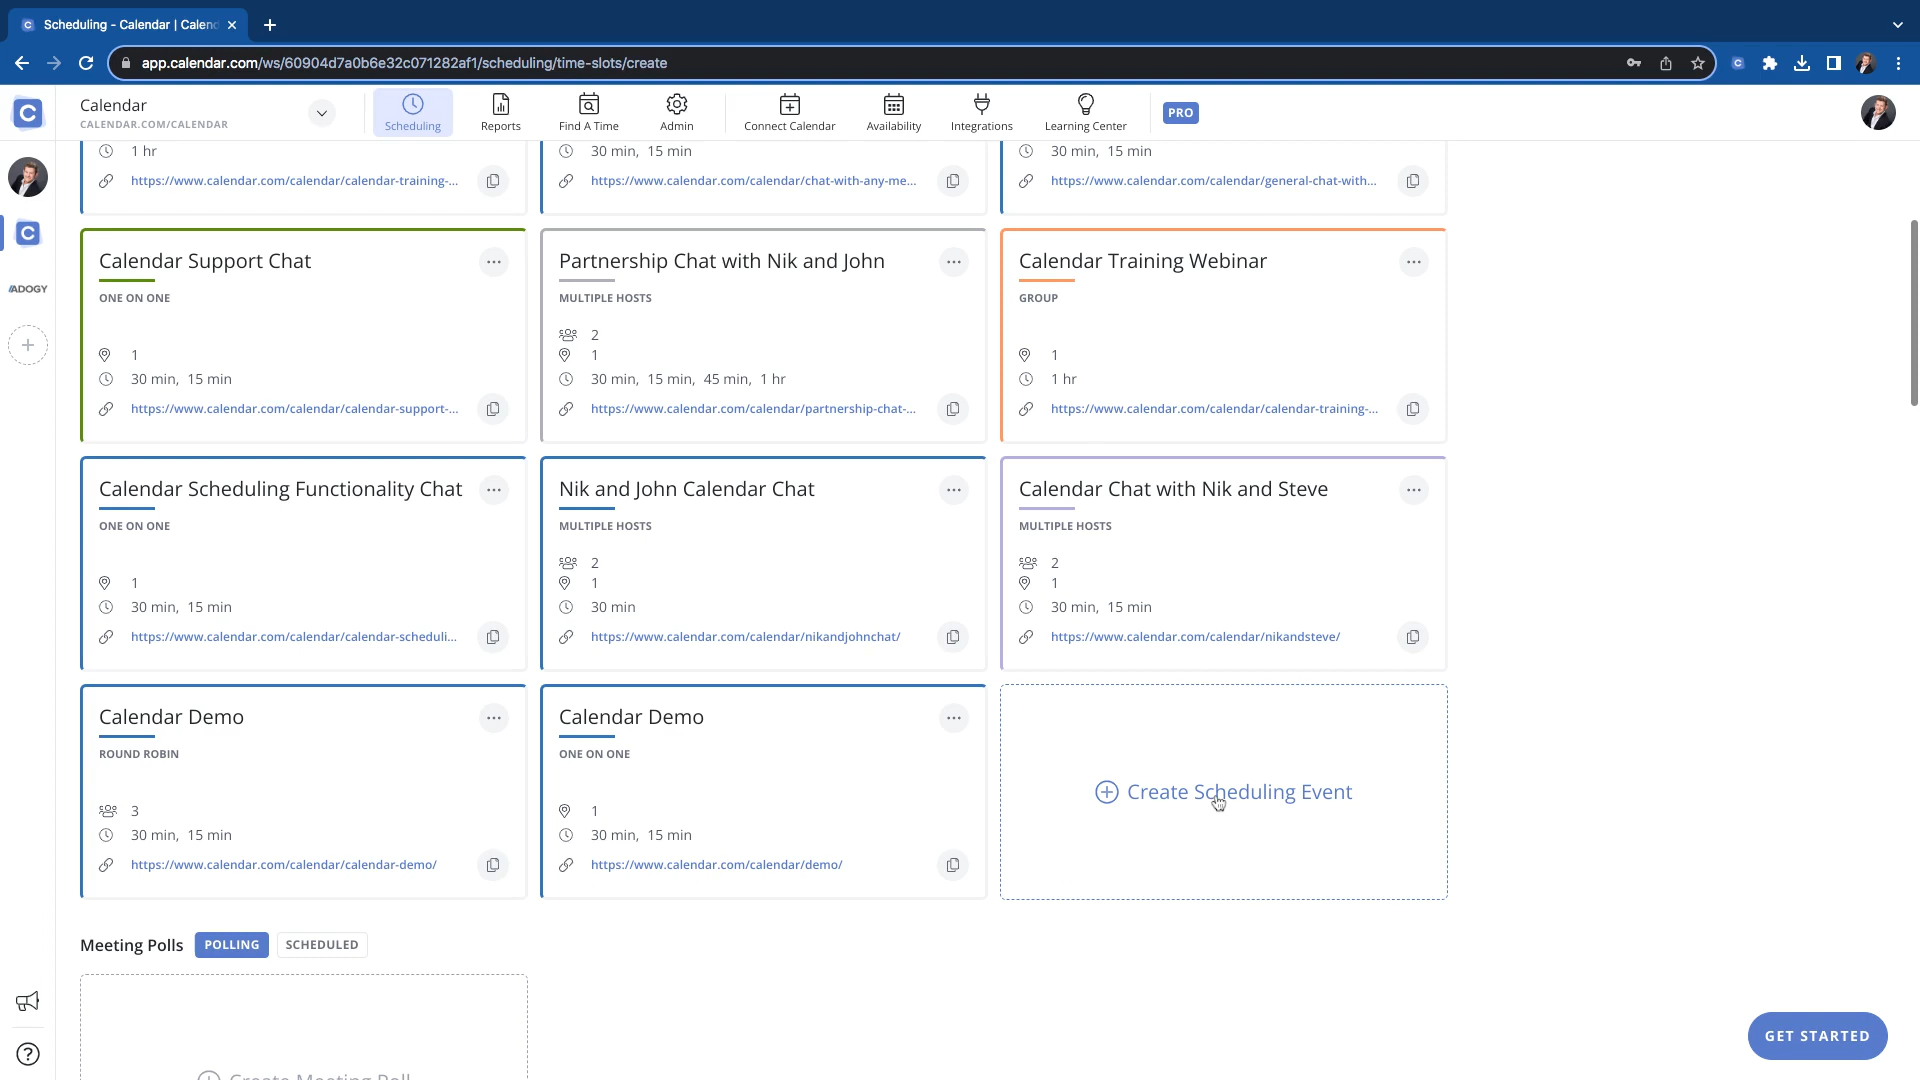 Scheduling - Calendar | Calend
app.calendar.com/ws/60904d7a0b6e32c071282af1/scheduling/time-slots/create
Calendar
CALENDAR.COM/CALENDAR
Scheduling
Reports
Find A Time
Admin
Connect Calendar
Availability
Integrations
Learning Center
PRO
ADOGY
1 hr
https://www.calendar.com/calendar/calendar-training-...
30 min, 15 min
https://www.calendar.com/calendar/chat-with-any-me...
30 min, 15 min
https://www.calendar.com/calendar/general-chat-with...
Calendar Support Chat
ONE ON ONE
1
30 min, 15 min
https://www.calendar.com/calendar/calendar-support-...
Partnership Chat with Nik and John
MULTIPLE HOSTS
2
1
30 min, 15 min, 45 min, 1 hr
https://www.calendar.com/calendar/partnership-chat-...
Calendar Training Webinar
GROUP
1
1 hr
https://www.calendar.com/calendar/calendar-training-...
Calendar Scheduling Functionality Chat
ONE ON ONE
1
30 min, 15 min
https://www.calendar.com/calendar/calendar-scheduli...
Nik and John Calendar Chat
MULTIPLE HOSTS
2
1
30 min
https://www.calendar.com/calendar/nikandjohnchat/
Calendar Chat with Nik and Steve
MULTIPLE HOSTS
2
1
30 min, 15 min
https://www.calendar.com/calendar/nikandsteve/
Calendar Demo
ROUND ROBIN
3
30 min, 15 min
https://www.calendar.com/calendar/calendar-demo/
Calendar Demo
ONE ON ONE
1
30 min, 15 min
https://www.calendar.com/calendar/demo/
Create Scheduling Event
Meeting Polls
POLLING
SCHEDULED
Create Meeting Poll
GET STARTED